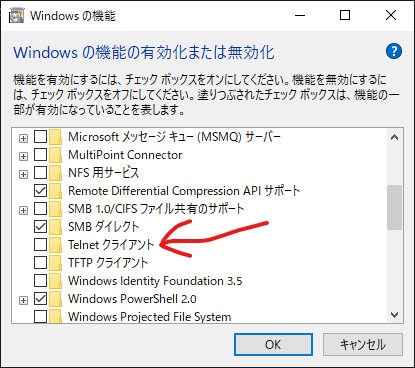 Windows の機能
Windows の機能の有効化または無効化
機能を有効にするには、チェック ボックスをオンにしてください。機能を無効にするに
は、チェック ボックスをオフにしてください。塗りつぶされたチェック ボックスは、機能の一
部が有効になっていることを表します。
Microsoft メッセージ キュー (MSMQ) サーバー
MultiPoint Connector
NFS 用サービス
Remote Differential Compression API サポート
SMB 1.0/CIFS ファイル共有のサポート
SMB ダイレクト
Telnet クライアント
TFTP クライアント
Windows Identity Foundation 3.5
Windows PowerShell 2.0
Windows Projected File System
OK
キャンセル